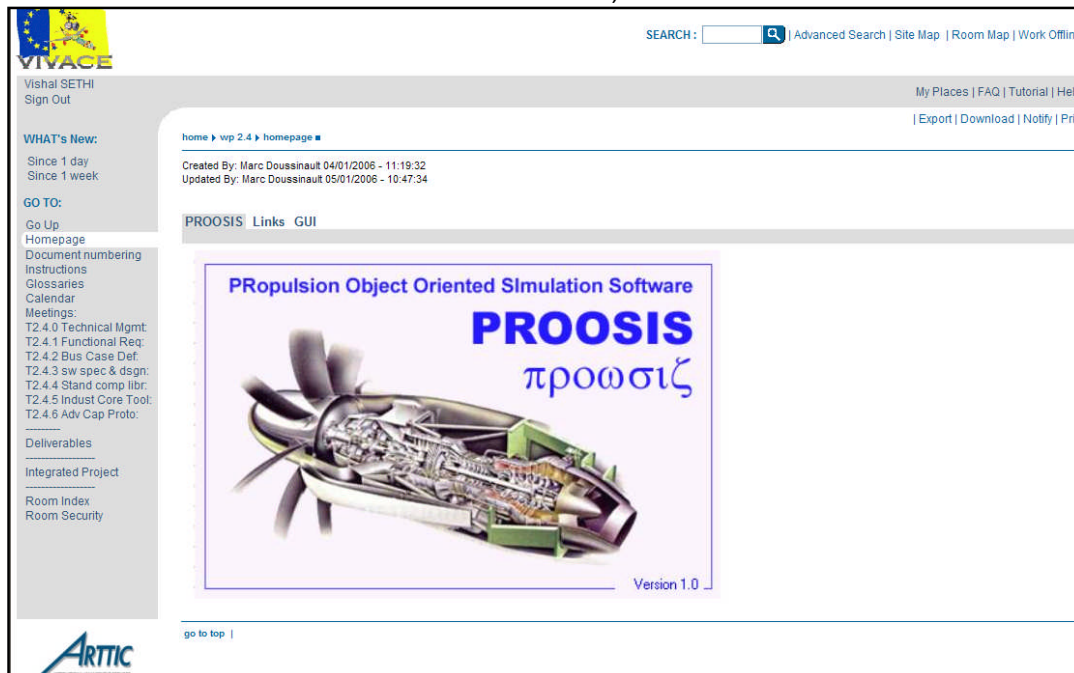 VIVACE
SEARCH :
| Advanced Search | Site Map | Room Map | Work Offlin
Vishal SETHI
Sign Out
My Places | FAQ | Tutorial | Hel
| Export | Download | Notify | Pri
WHAT's New:
Since 1 day
Since 1 week
GO TO:
Go Up
Homepage
Document numbering
Instructions
Glossaries
Calendar
Meetings:
T2.4.0 Technical Mgmt:
T2.4.1 Functional Req:
T2.4.2 Bus Case Def:
T2.4.3 sw spec & dsgn:
T2.4.4 Stand comp libr:
T2.4.5 Indust Core Tool:
T2.4.6 Adv Cap Proto:
---------
Deliverables
------------------
Integrated Project
------------------
Room Index
Room Security
home wp 2.4 homepage
Created By: Marc Doussinault 04/01/2006 - 11:19:32
Updated By: Marc Doussinault 05/01/2006 - 10:47:34
PROOSIS Links GUI
PRopulsion Object Oriented SImulation Software
PROOSIS
προωσιζ
Version 1.0
go to top |
ARTTIC